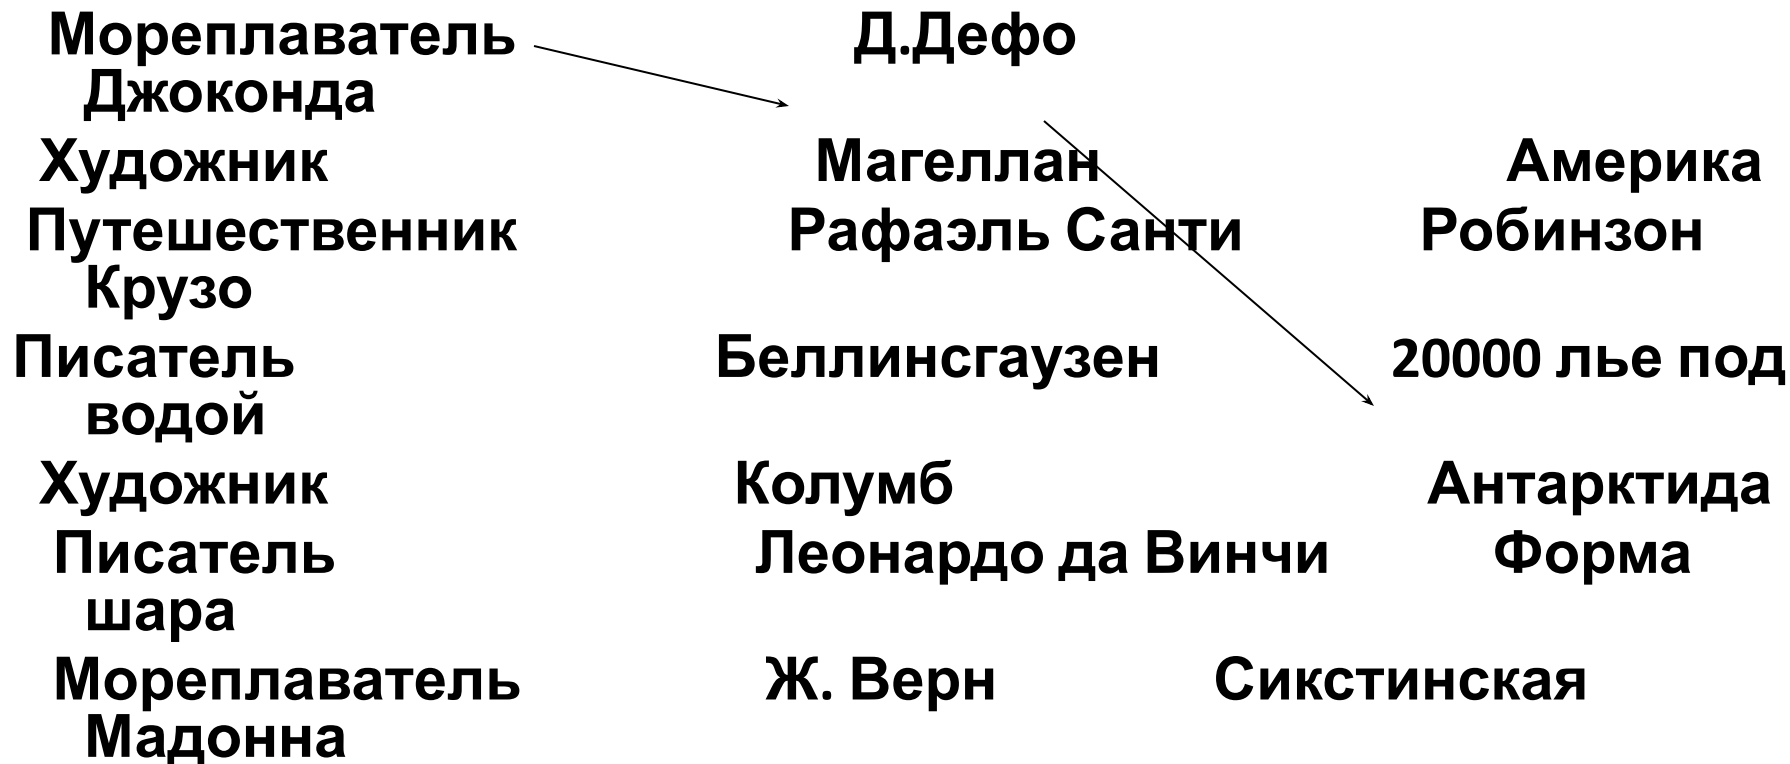 Мореплаватель Д.Дефо
Джоконда
Художник Магеллан Америка
Путешественник Рафаэль Санти Робинзон
Крузо
Писатель Беллинсгаузен 20000 лье под
водой
Художник Колумб Антарктида
Писатель Леонардо да Винчи Форма
шара
Мореплаватель Ж. Верн Сикстинская
Мадонна